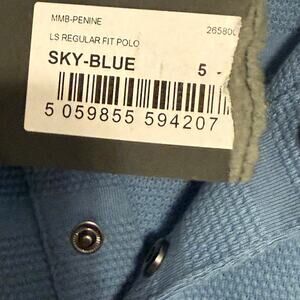 MMB-PENINE 26580
LS REGULAR FIT POLO
SKY-BLUE 5 -
5 059855 594207